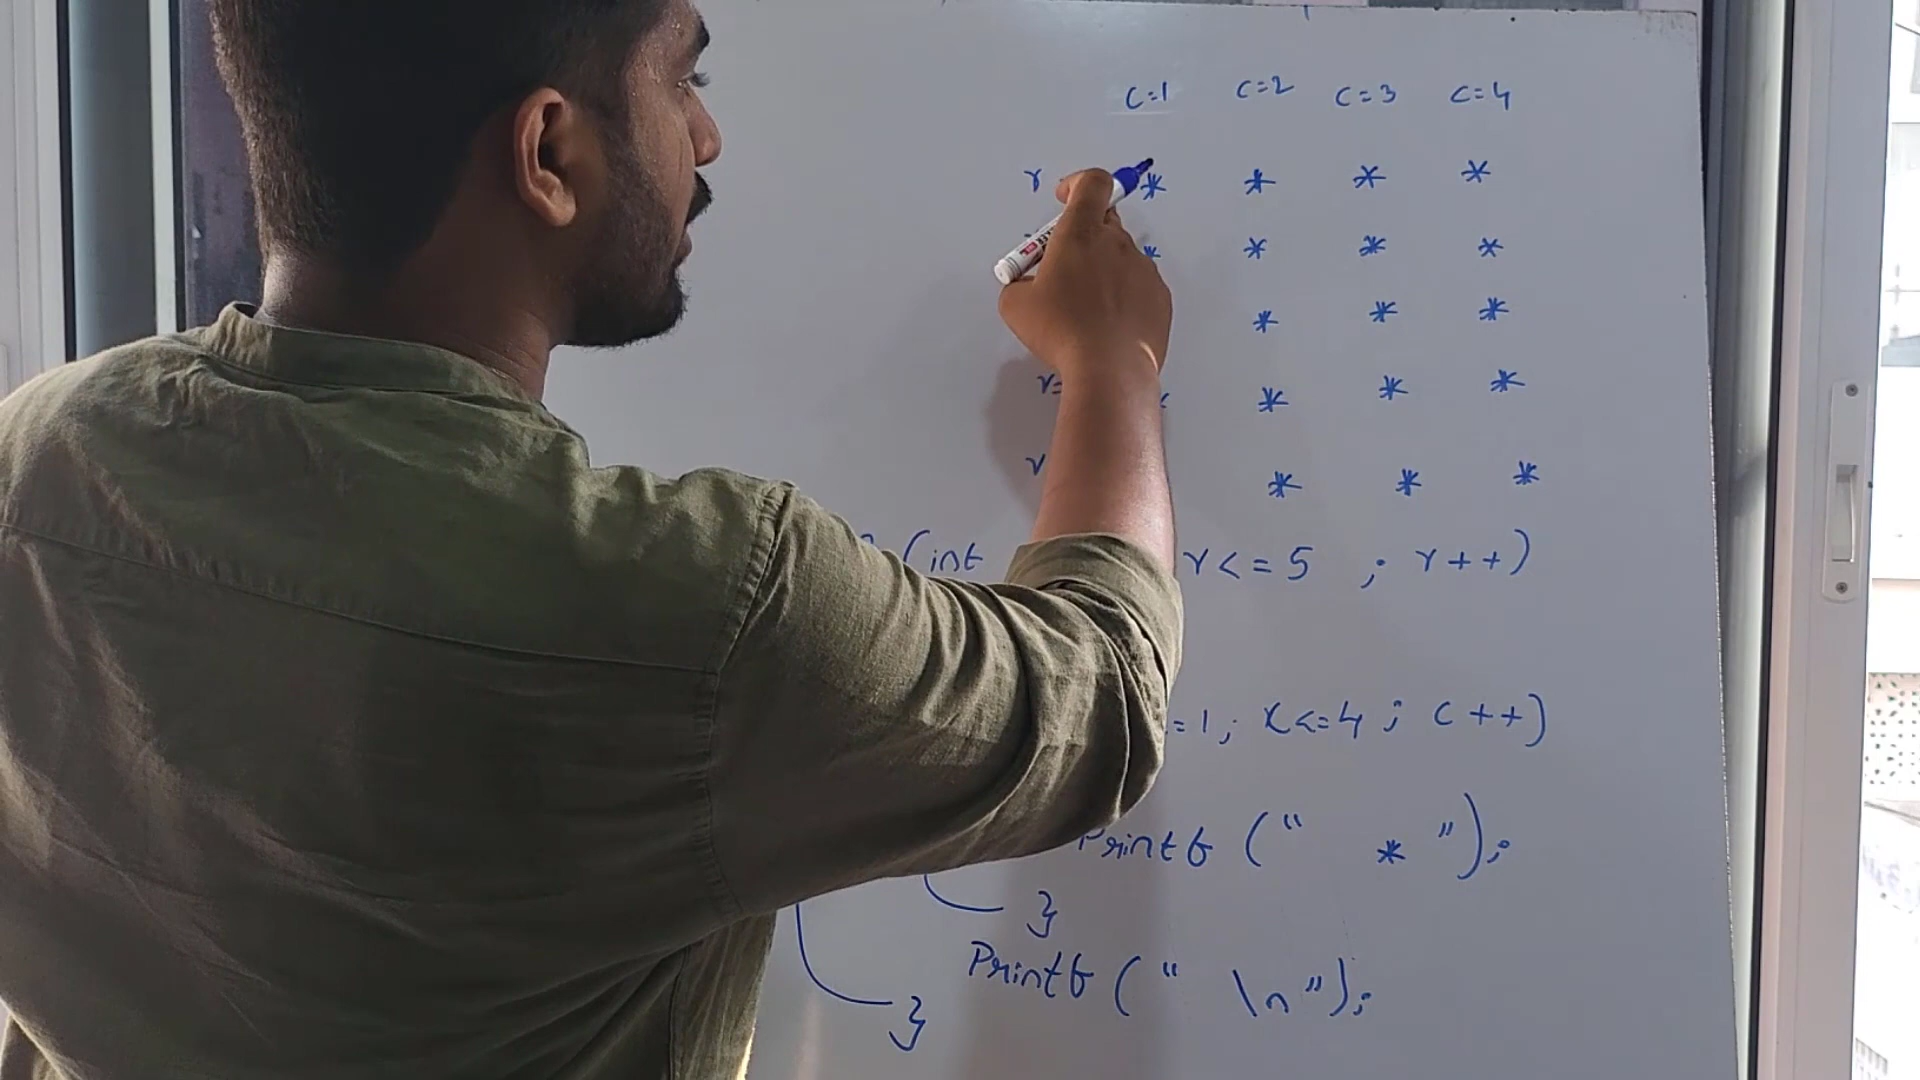 c=1 c=2 c=3 c=4
r * * * *
* * * *
* * *
r= * * *
r * * *
(int r<=5 ; r++)
=1; x<=4; c++)
Printf (" * ");
}
Printf (" \n");
}